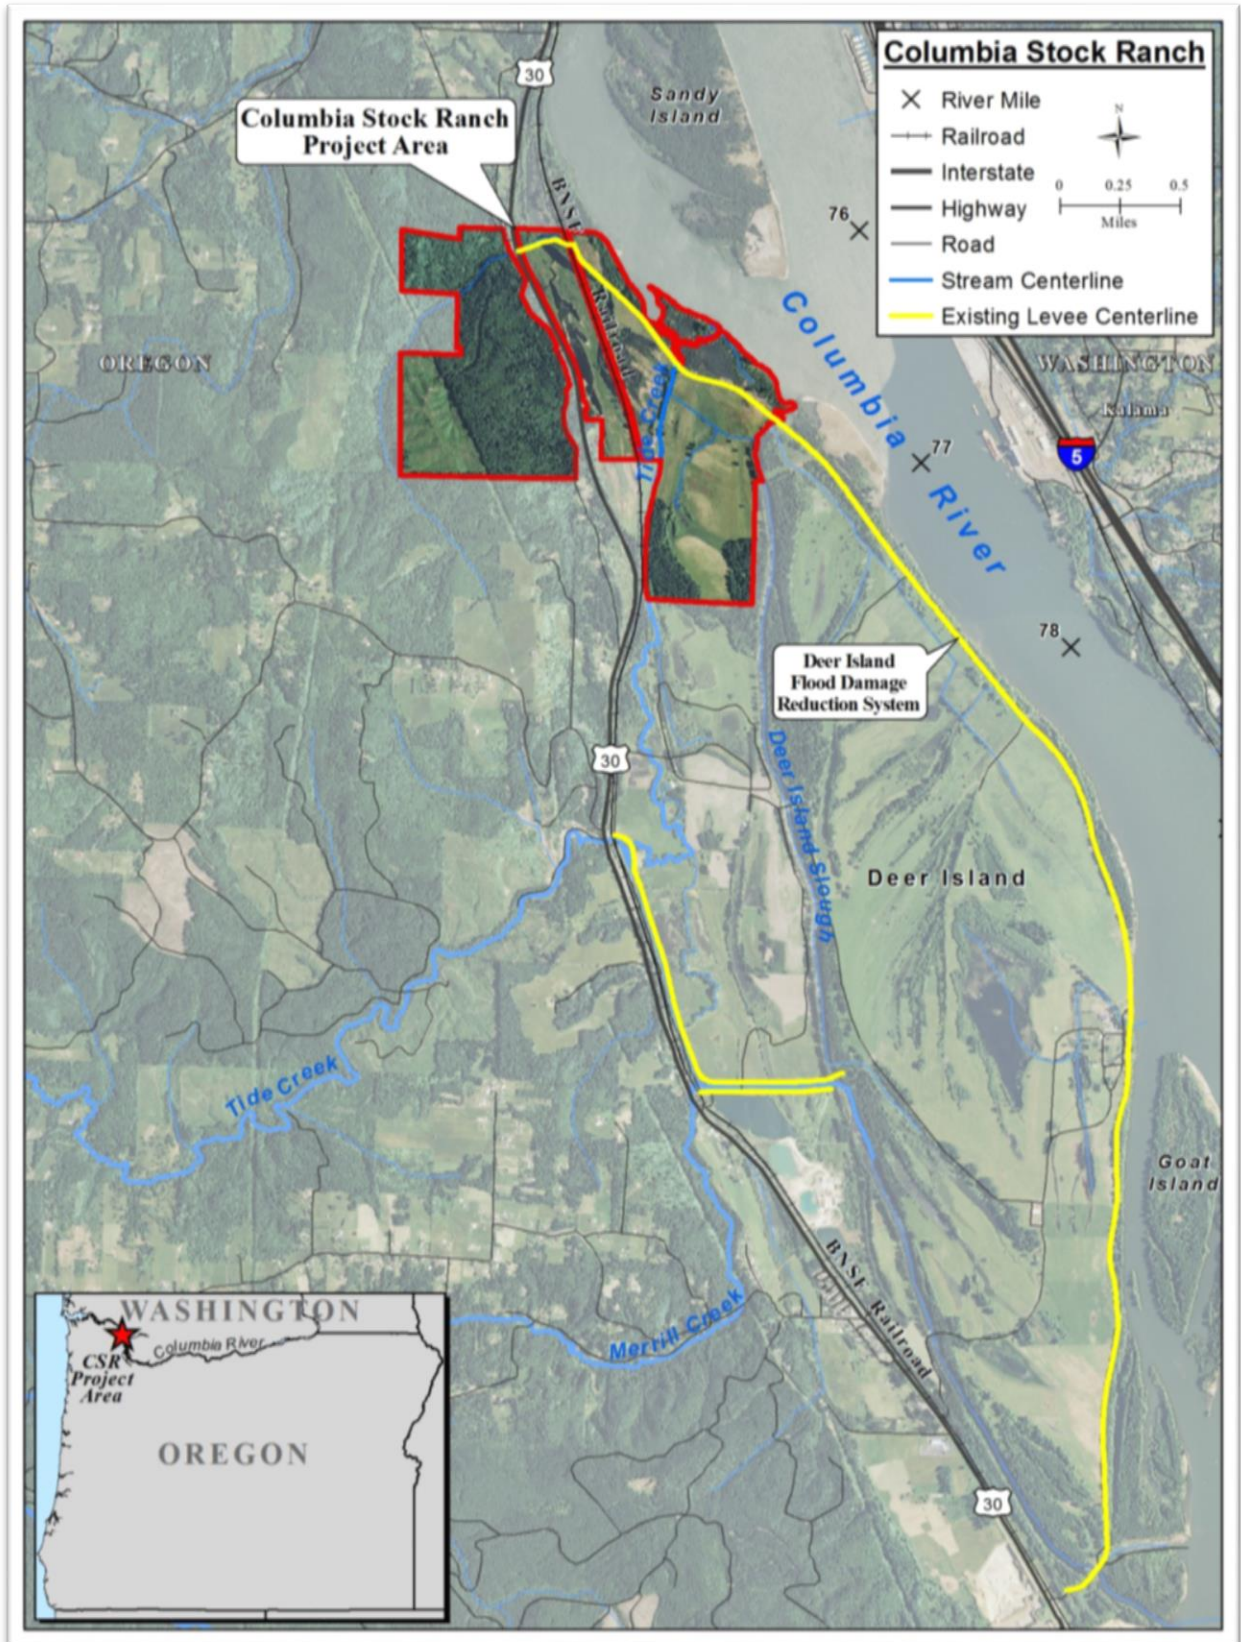 Columbia Stock Ranch
River Mile
Railroad
Interstate
Highway
Road
Stream Centerline
Existing Levee Centerline
N
0 0.25 0.5
Miles
30
Sandy
Island
Columbia Stock Ranch
Project Area
BNSF
Railroad
76
Columbia
River
OREGON
WASHINGTON
Kalama
Tide Creek
77
5
78
Deer Island
Flood Damage
Reduction System
30
Deer Island Slough
Deer Island
Tide Creek
Goat
Island
BNSF Railroad
Merrill Creek
30
WASHINGTON
Columbia River
CSR
Project
Area
OREGON